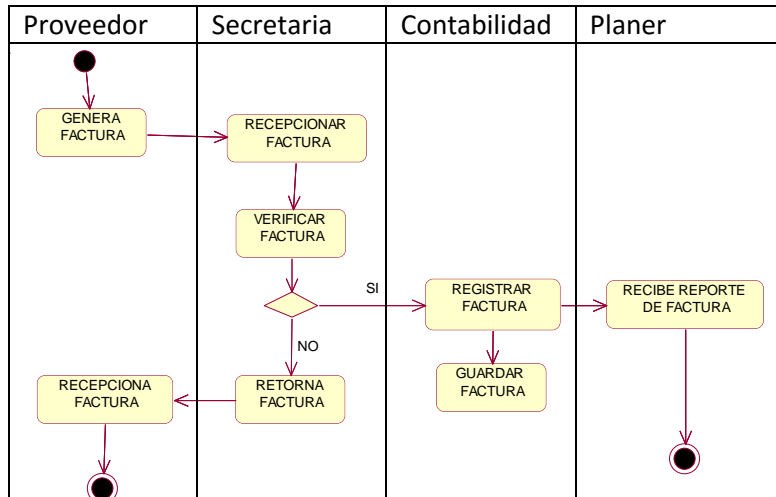 Proveedor
Secretaria
Contabilidad
Planer
GENERA
FACTURA
RECEPCIONAR
FACTURA
VERIFICAR
FACTURA
SI
REGISTRAR
FACTURA
RECIBE REPORTE
DE FACTURA
NO
RECEPCIONA
FACTURA
RETORNA
FACTURA
GUARDAR
FACTURA